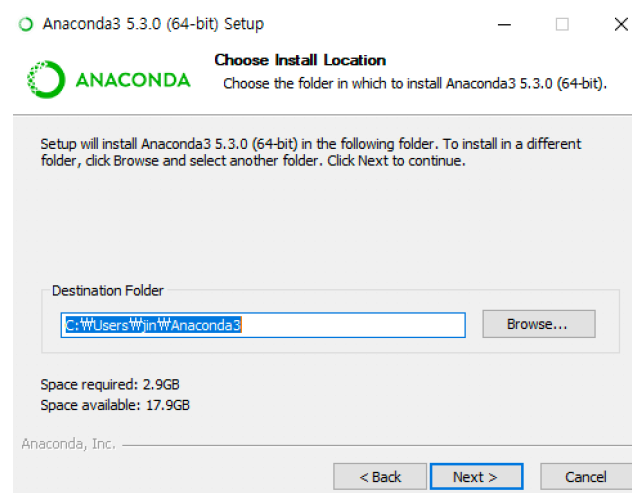 Anaconda3 5.3.0 (64-bit) Setup
ANACONDA
Choose Install Location
Choose the folder in which to install Anaconda3 5.3.0 (64-bit).
Setup will install Anaconda3 5.3.0 (64-bit) in the following folder. To install in a different
folder, click Browse and select another folder. Click Next to continue.
Destination Folder
C:₩Users₩jin₩Anaconda3
Browse...
Space required: 2.9GB
Space available: 17.9GB
Anaconda, Inc.
< Back
Next >
Cancel